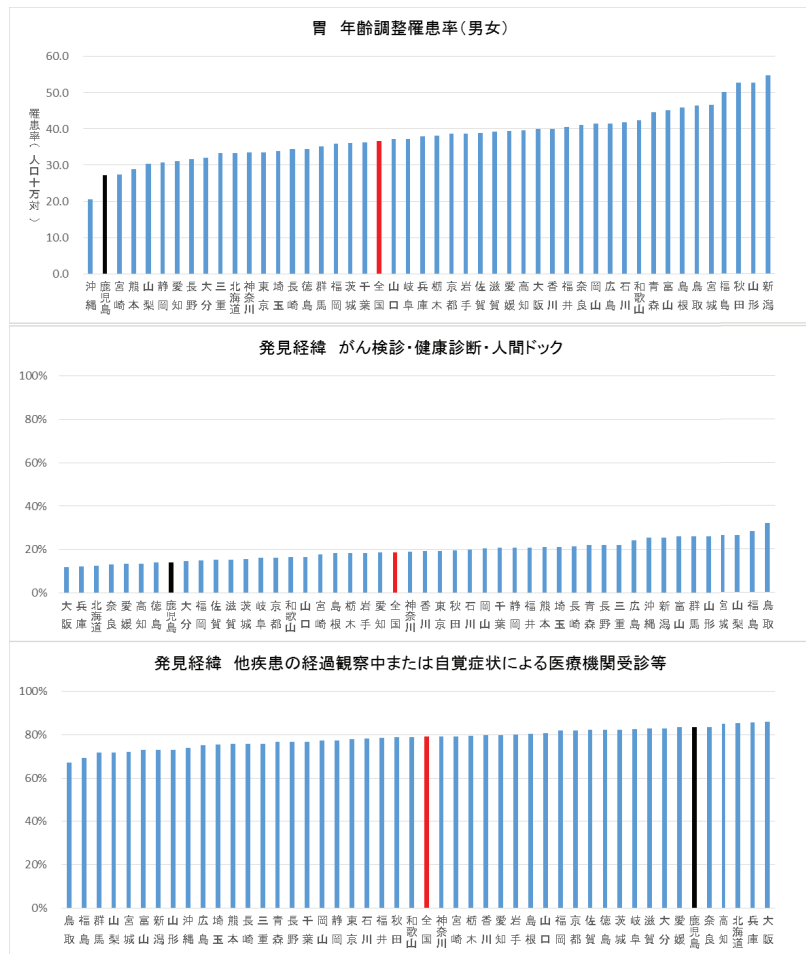 胃 年齢調整罹患率(男女)
60.0
50.0
40.0
30.0
20.0
10.0
0.0
罹患率(人口十万対)
沖縄 鹿児島 宮崎 熊本 山梨 静岡 愛知 長野 大分 三重 北海道 神奈川 東京 埼玉 長崎 徳島 群馬 福岡 茨城 千葉 全国 山口 岐阜 兵庫 栃木 京都 岩手 佐賀 滋賀 愛媛 高知 大阪 香川 福井 奈良 岡山 広島 石川 和歌山 青森 富山 島根 鳥取 宮城 福島 秋田 山形 新潟
発見経緯 がん検診・健康診断・人間ドック
100%
80%
60%
40%
20%
0%
大阪 兵庫 北海道 奈良 愛媛 高知 徳島 鹿児島 大分 福岡 佐賀 滋賀 茨城 岐阜 京都 和歌山 山口 宮崎 島根 栃木 岩手 愛知 全国 神奈川 香川 東京 秋田 石川 岡山 千葉 静岡 福井 熊本 埼玉 長崎 青森 長野 三重 広島 沖縄 新潟 富山 群馬 山形 宮城 山梨 福島 鳥取
発見経緯 他疾患の経過観察中または自覚症状による医療機関受診等
100%
80%
60%
40%
20%
0%
鳥取 福島 群馬 山梨 宮城 富山 新潟 山形 沖縄 広島 埼玉 熊本 長崎 三重 青森 長野 千葉 岡山 静岡 東京 石川 福井 秋田 和歌山 全国 神奈川 宮崎 栃木 香川 愛知 岩手 島根 山口 福岡 京都 佐賀 徳島 茨城 岐阜 滋賀 大分 愛媛 鹿児島 奈良 高知 北海道 兵庫 大阪